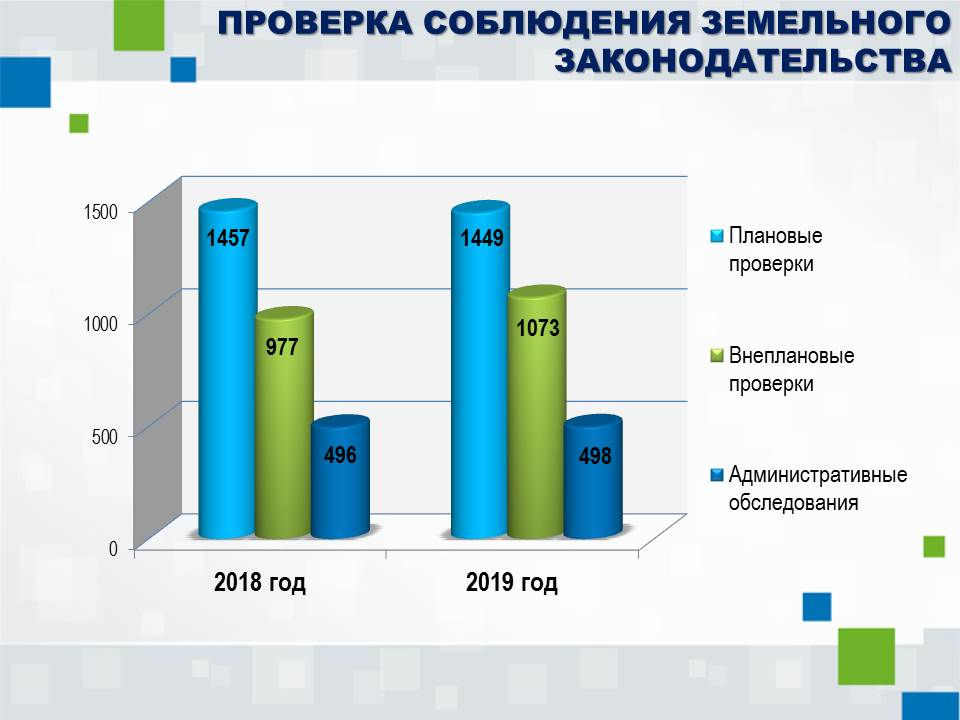 ПРОВЕРКА СОБЛЮДЕНИЯ ЗЕМЕЛЬНОГО
ЗАКОНОДАТЕЛЬСТВА
1500
1000
500
0
1457
977
496
1449
1073
498
2018 год
2019 год
Плановые
проверки
Внеплановые
проверки
Административные
обследования